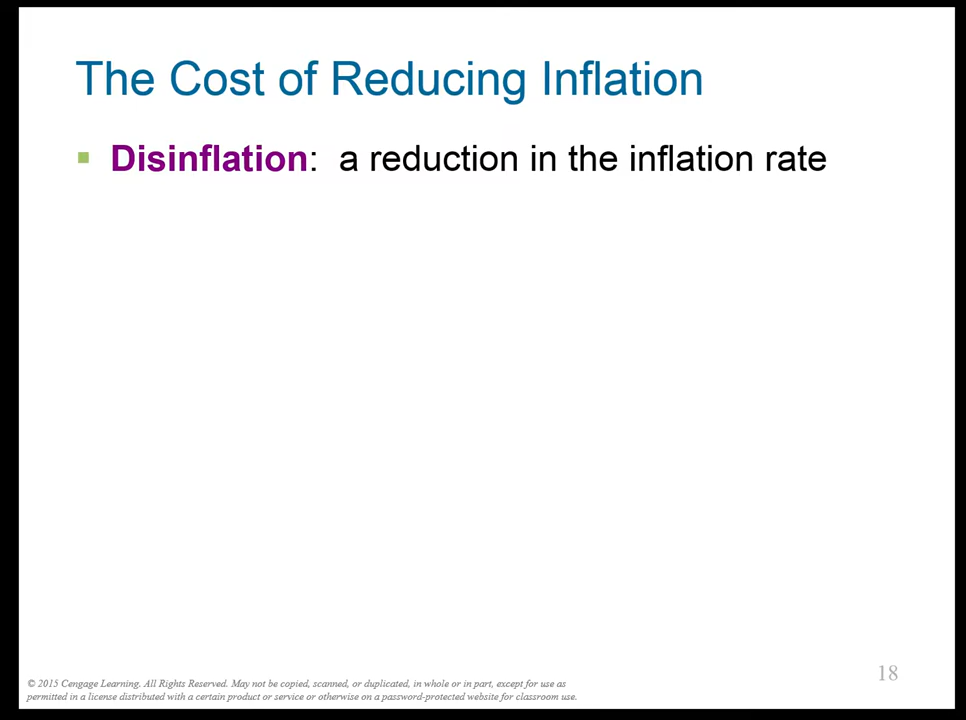 The Cost of Reducing Inflation
▪ Disinflation: a reduction in the inflation rate
18
© 2015 Cengage Learning. All Rights Reserved. May not be copied, scanned, or duplicated, in whole or in part, except for use as
permitted in a license distributed with a certain product or service or otherwise on a password-protected website for classroom use.